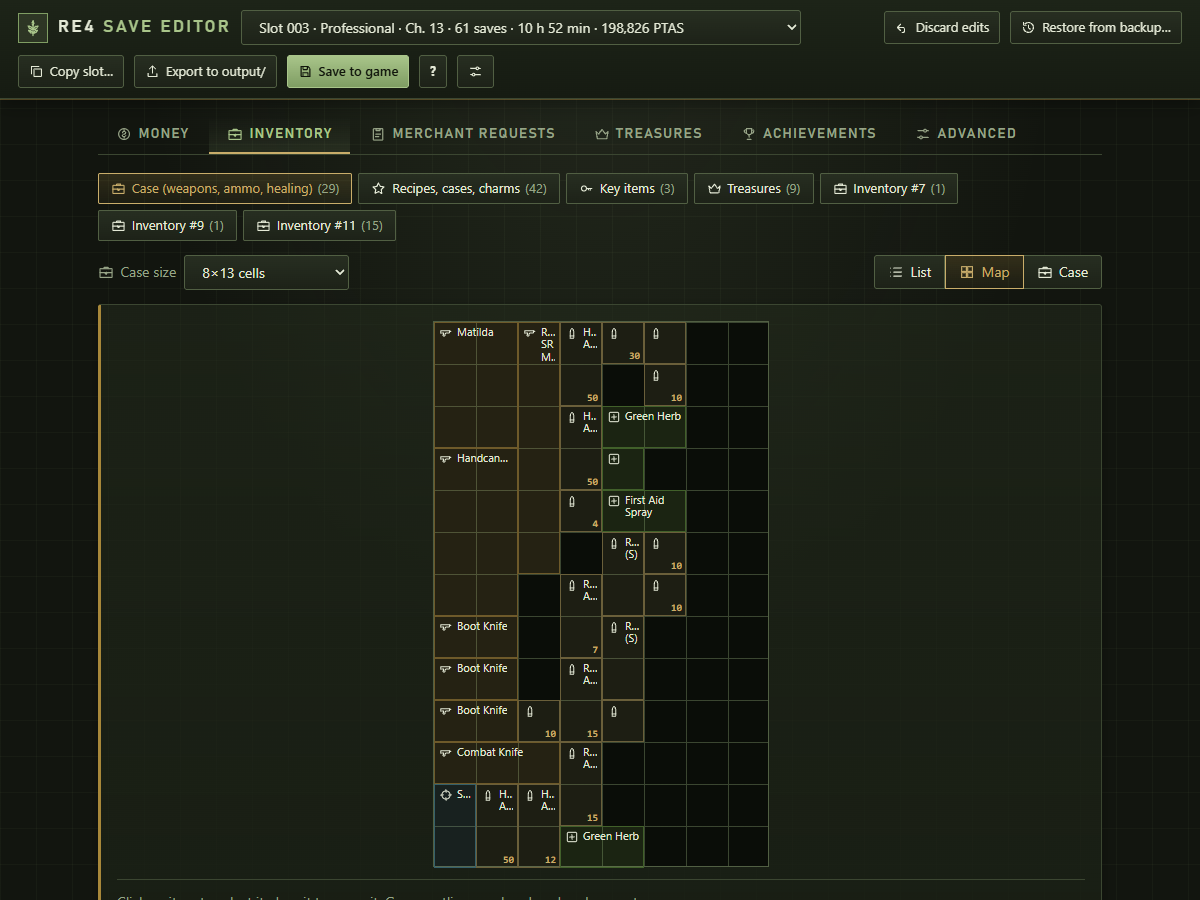 RE4 SAVE EDITOR
Slot 003 · Professional · Ch. 13 · 61 saves · 10 h 52 min · 198,826 PTAS
Discard edits
Restore from backup...
Copy slot...
Export to output/
Save to game
?
MONEY
INVENTORY
MERCHANT REQUESTS
TREASURES
ACHIEVEMENTS
ADVANCED
Case (weapons, ammo, healing) (29)
Recipes, cases, charms (42)
Key items (3)
Treasures (9)
Inventory #7 (1)
Inventory #9 (1)
Inventory #11 (15)
Case size
8×13 cells
List
Map
Case
Matilda
R...
SR
M..
H..
A...
30
50
10
H..
A...
Green Herb
Handcan...
50
4
First Aid
Spray
R...
(S)
10
R...
A...
10
Boot Knife
7
R...
(S)
Boot Knife
R...
A...
Boot Knife
10
15
Combat Knife
R...
A...
S...
H..
A...
H..
A...
15
50
12
Green Herb